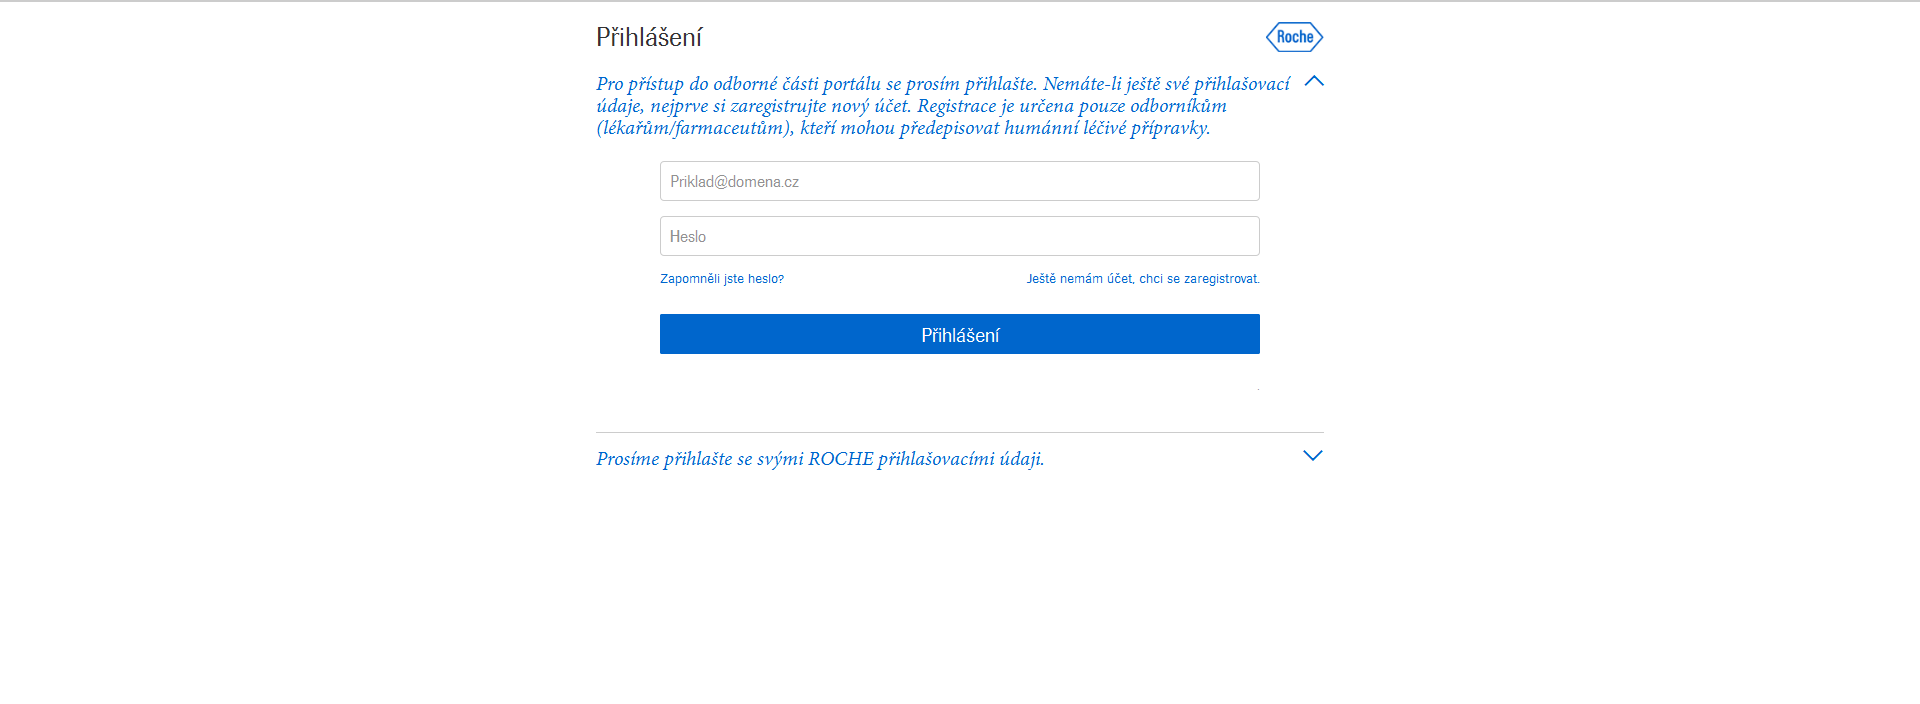 Přihlášení
Roche
Pro přístup do odborné části portálu se prosím přihlašte. Nemáte-li ještě své přihlašovací
údaje, nejprve si zaregistrujte nový účet. Registrace je určena pouze odborníkům
(lékařům/farmaceutům), kteří mohou předepisovat humánní léčivé přípravky.
Priklad@domena.cz
Heslo
Zapomněli jste heslo?
Ještě nemám účet, chci se zaregistrovat.
Přihlášení
Prosíme přihlašte se svými ROCHE přihlašovacími údaji.